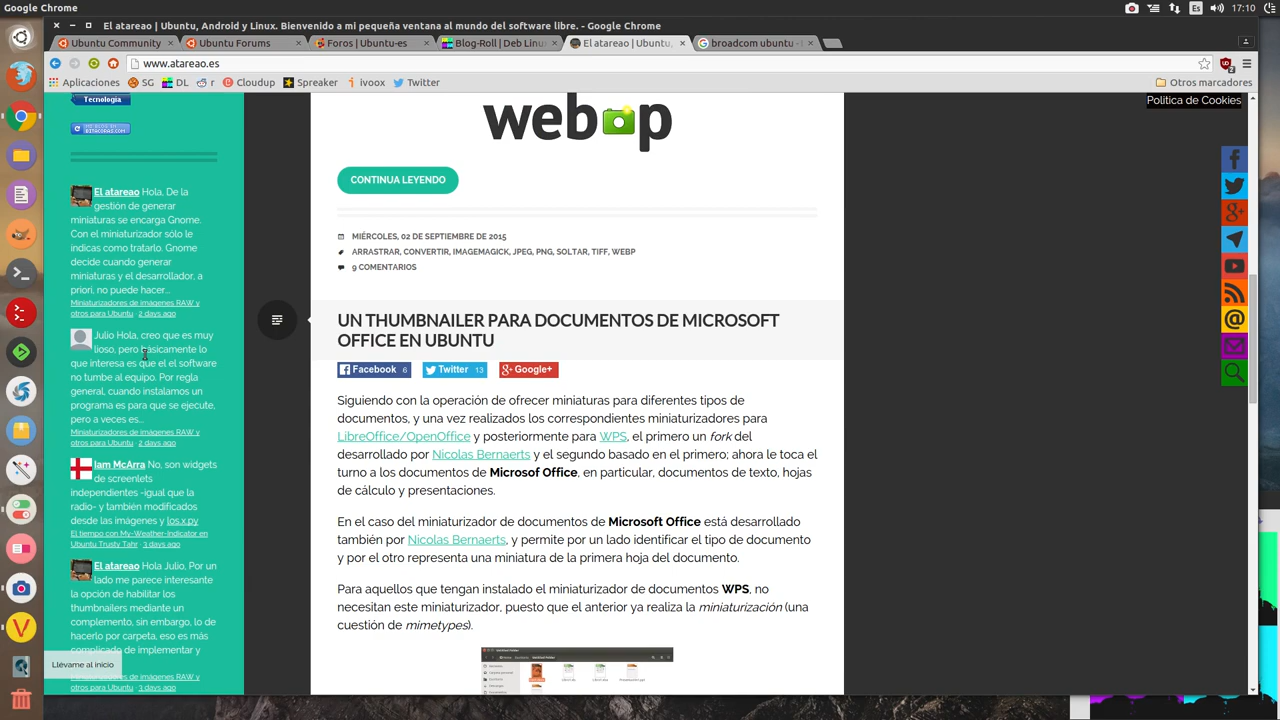 Google Chrome
Es
17:10
El atareao | Ubuntu, Android y Linux. Bienvenido a mi pequeña ventana al mundo del software libre. - Google Chrome
Ubuntu Community
Ubuntu Forums
Foros | Ubuntu-es
Blog-Roll | Deb Linu
El atareao | Ubuntu,
broadcom ubuntu -
www.atareao.es
Aplicaciones
SG
DL
r
Cloudup
Spreaker
ivoox
Twitter
Otros marcadores
Tecnología
BITACORAS.COM
El atareao Hola, De la
gestión de generar
miniaturas se encarga Gnome.
Con el miniaturizador sólo le
indicas como tratarlo. Gnome
decide cuando generar
miniaturas y el desarrollador, a
priori, no puede hacer...
Miniaturizadores de imágenes RAW y
otros para Ubuntu · 2 days ago
Julio Hola, creo que es muy
lioso, pero básicamente lo
que interesa es que el el software
no tumbe al equipo. Por regla
general, cuando instalamos un
programa es para que se ejecute,
pero a veces es...
Miniaturizadores de imágenes RAW y
otros para Ubuntu · 2 days ago
Iam McArra No, son widgets
de screenlets
independientes -igual que la
radio- y también modificados
desde las imágenes y los.x.py
El tiempo con My-Weather-Indicator en
Ubuntu Trusty Tahr · 3 days ago
El atareao Hola Julio, Por un
lado me parece interesante
la opción de habilitar los
thumbnailers mediante un
complemento, sin embargo, lo de
hacerlo por carpeta, eso es más
complicado de implementar y
Llévame al inicio
Miniaturizadores de imágenes RAW y
otros para Ubuntu · 3 days ago
webp
CONTINUA LEYENDO
MIÉRCOLES, 02 DE SEPTIEMBRE DE 2015
ARRASTRAR, CONVERTIR, IMAGEMAGICK, JPEG, PNG, SOLTAR, TIFF, WEBP
9 COMENTARIOS
UN THUMBNAILER PARA DOCUMENTOS DE MICROSOFT
OFFICE EN UBUNTU
Facebook 6
Twitter 13
Google+
Siguiendo con la operación de ofrecer miniaturas para diferentes tipos de
documentos, y una vez realizados los correspondientes miniaturizadores para
LibreOffice/OpenOffice y posteriormente para WPS, el primero un fork del
desarrollado por Nicolas Bernaerts y el segundo basado en el primero; ahora le toca el
turno a los documentos de Microsof Office, en particular, documentos de texto, hojas
de cálculo y presentaciones.
En el caso del miniaturizador de documentos de Microsoft Office está desarrollado
también por Nicolas Bernaerts, y permite por un lado identificar el tipo de documento
y por el otro representa una miniatura de la primera hoja del documento.
Para aquellos que tengan instalado el miniaturizador de documentos WPS, no
necesitan este miniaturizador, puesto que el anterior ya realiza la miniaturización (una
cuestión de mimetypes).
Política de Cookies